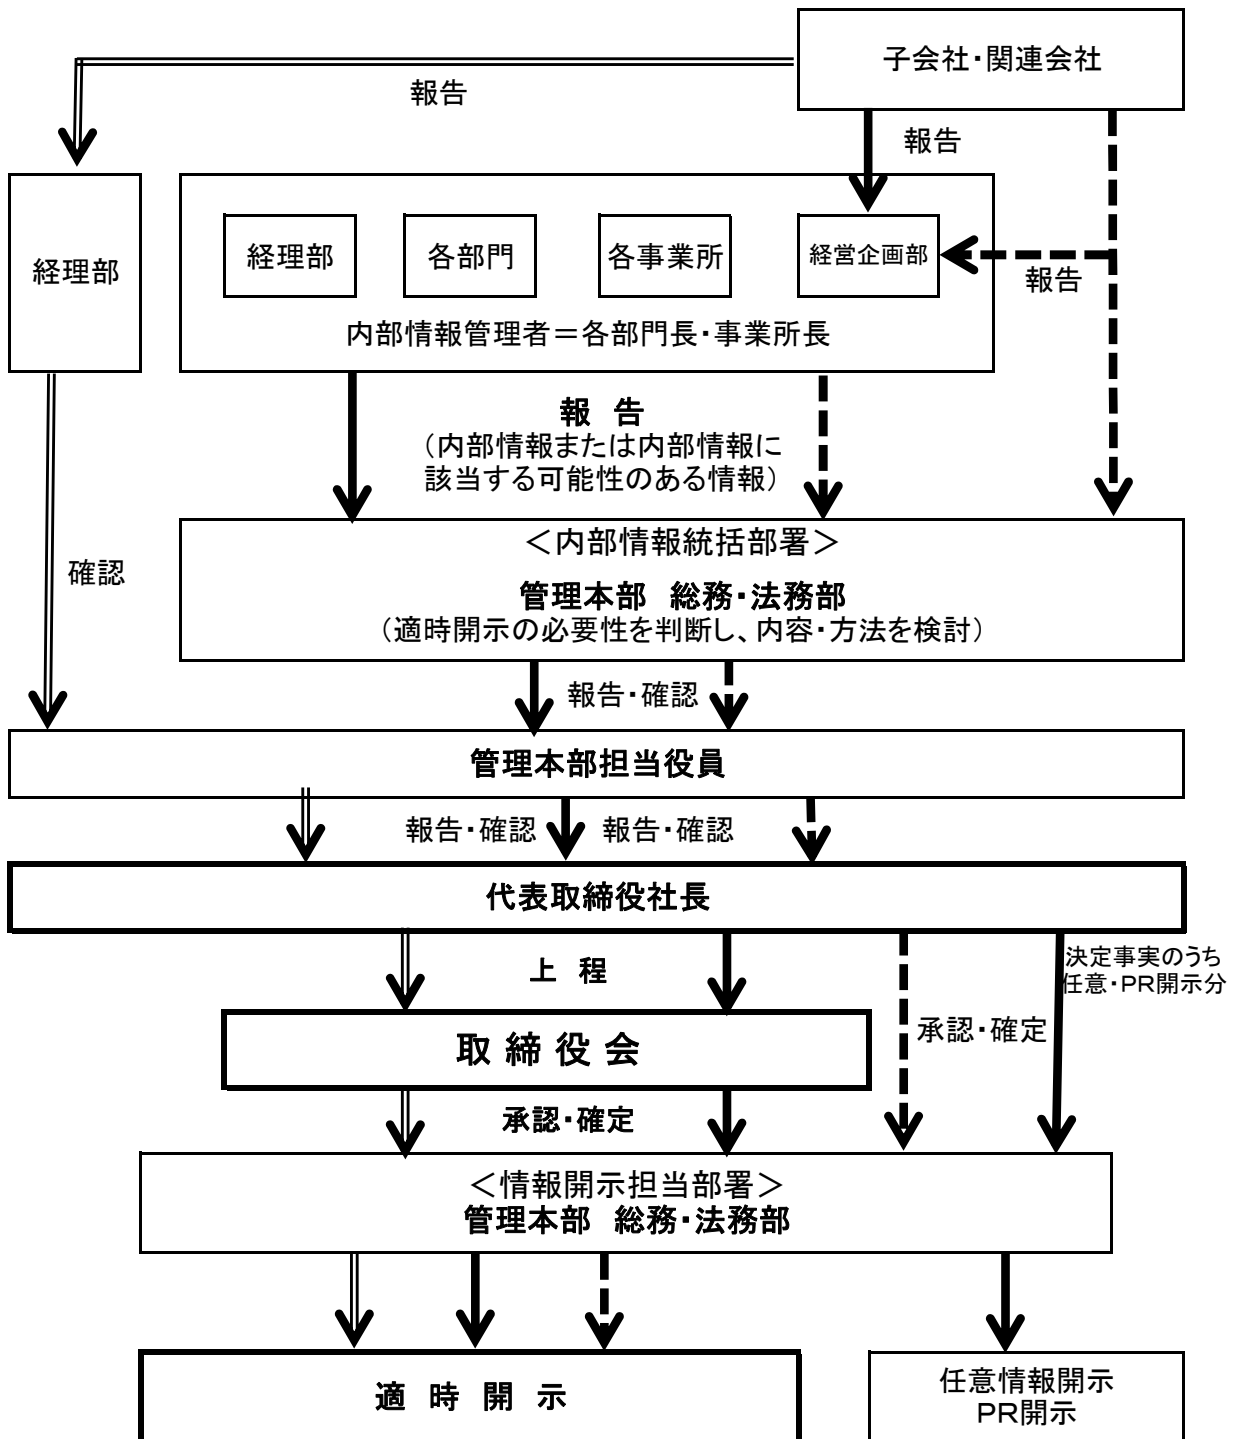 子会社・関連会社
報告
報告
経理部
経理部
各部門
各事業所
経営企画部
報告
内部情報管理者＝各部門長・事業所長
報　告
（内部情報または内部情報に
該当する可能性のある情報）
＜内部情報統括部署＞
確認
管理本部　総務・法務部
（適時開示の必要性を判断し、内容・方法を検討）
報告・確認
管理本部担当役員
報告・確認
報告・確認
代表取締役社長
決定事実のうち
任意・ＰＲ開示分
上　程
承認・確定
取 締 役 会
承認・確定
＜情報開示担当部署＞
管理本部　総務・法務部
適　時　開　示
任意情報開示
ＰＲ開示